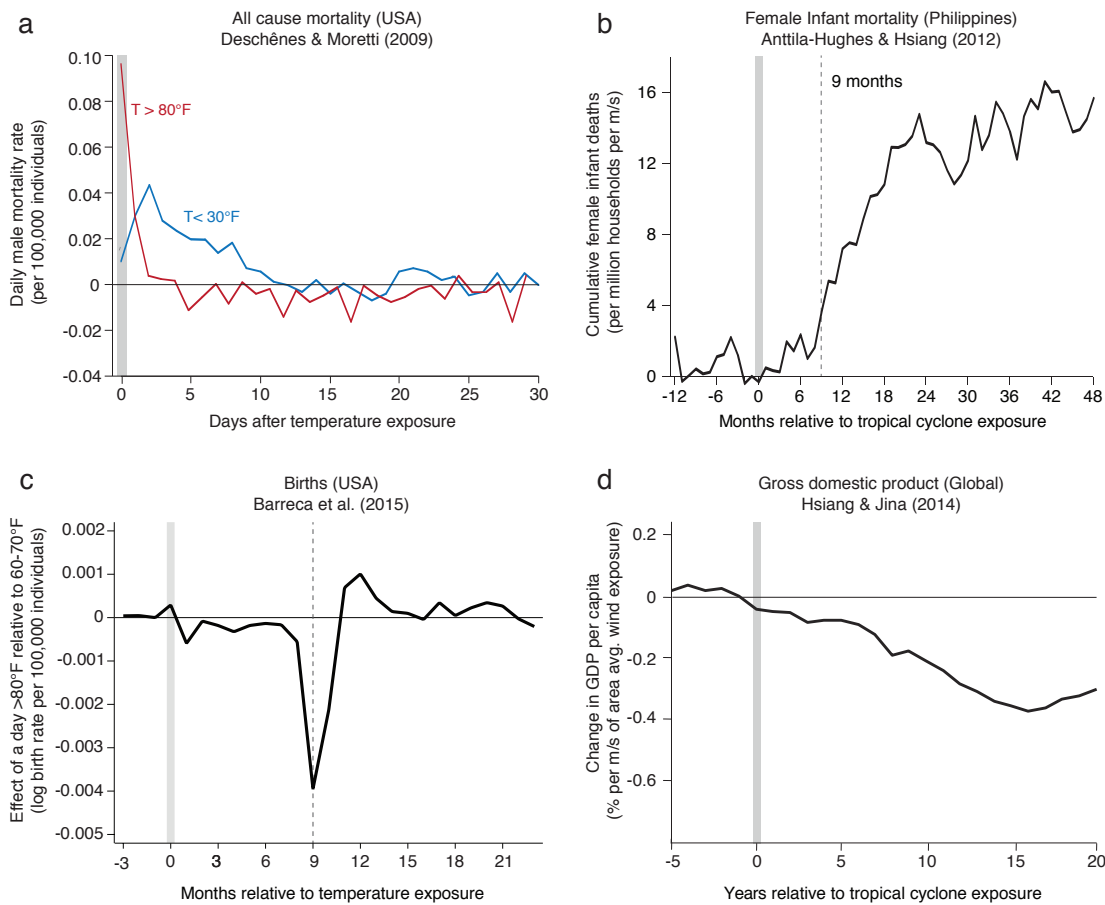 a
All cause mortality (USA)
Deschênes & Moretti (2009)
Daily male mortality rate
(per 100,000 individuals)
0.10
0.08
0.06
0.04
0.02
0
-0.02
-0.04
T > 80°F
T< 30°F
0
5
10
15
20
25
30
Days after temperature exposure
b
Female Infant mortality (Philippines)
Anttila-Hughes & Hsiang (2012)
Cumulative female infant deaths
(per million households per m/s)
16
12
8
4
0
9 months
-12
-6
0
6
12
18
24
30
36
42
48
Months relative to tropical cyclone exposure
c
Births (USA)
Barreca et al. (2015)
Effect of a day >80°F relative to 60-70°F
(log birth rate per 100,000 individuals)
0.002
0.001
0
-0.001
-0.002
-0.003
-0.004
-0.005
-3
0
3
6
9
12
15
18
21
Months relative to temperature exposure
d
Gross domestic product (Global)
Hsiang & Jina (2014)
Change in GDP per capita
(% per m/s of area avg. wind exposure)
0.2
0
-0.2
-0.4
-0.6
-5
0
5
10
15
20
Years relative to tropical cyclone exposure